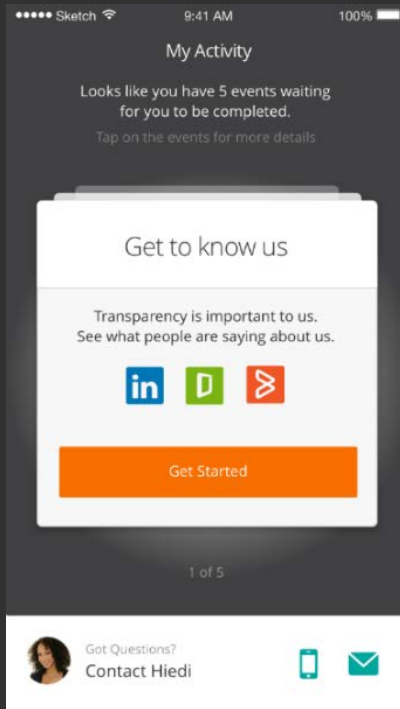 Sketch 9:41 AM 100%
My Activity
Looks like you have 5 events waiting
for you to be completed.
Tap on the events for more details
Get to know us
Transparency is important to us.
See what people are saying about us.
in
Get Started
1 of 5
Got Questions?
Contact Hiedi